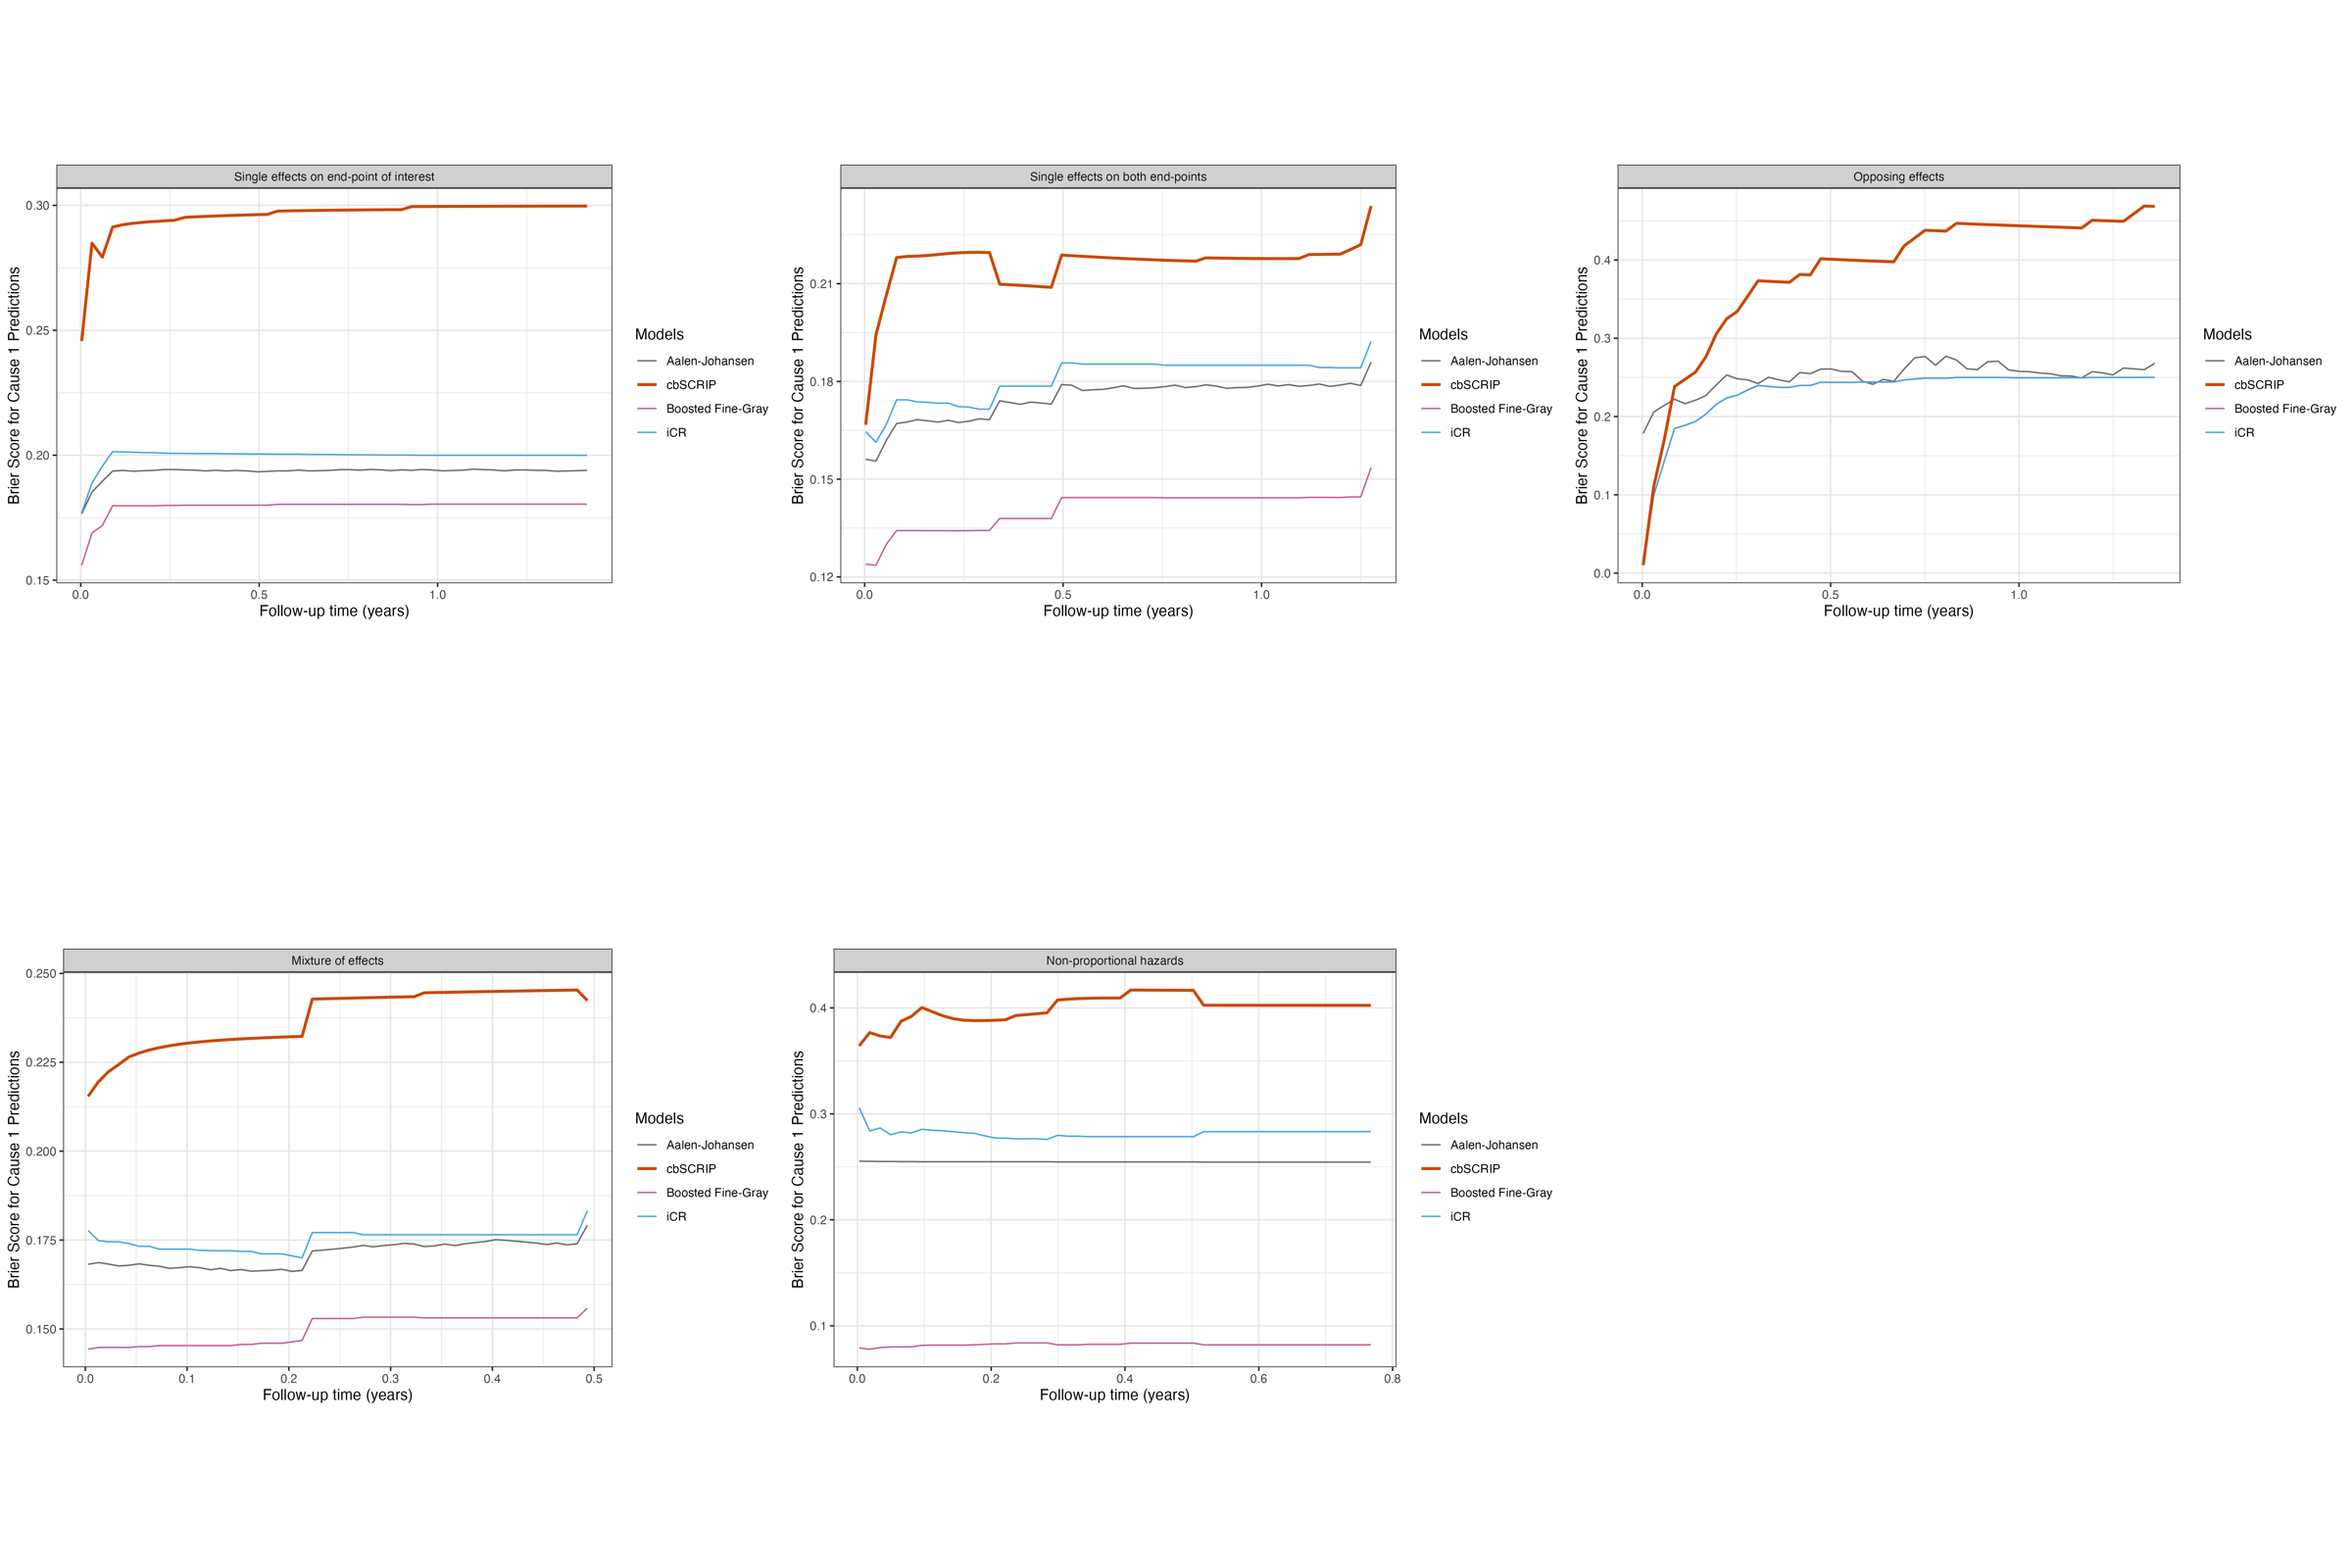 Single effects on end-point of interest
Brier Score for Cause 1 Predictions
0.30
0.25
0.20
0.15
0.0 0.5 1.0
Follow-up time (years)
Models
Aalen-Johansen
cbSCRIP
Boosted Fine-Gray
iCR
Single effects on both end-points
Brier Score for Cause 1 Predictions
0.21
0.18
0.15
0.12
0.0 0.5 1.0
Follow-up time (years)
Models
Aalen-Johansen
cbSCRIP
Boosted Fine-Gray
iCR
Opposing effects
Brier Score for Cause 1 Predictions
0.4
0.3
0.2
0.1
0.0
0.0 0.5 1.0
Follow-up time (years)
Models
Aalen-Johansen
cbSCRIP
Boosted Fine-Gray
iCR
Mixture of effects
Brier Score for Cause 1 Predictions
0.250
0.225
0.200
0.175
0.150
0.0 0.1 0.2 0.3 0.4 0.5
Follow-up time (years)
Models
Aalen-Johansen
cbSCRIP
Boosted Fine-Gray
iCR
Non-proportional hazards
Brier Score for Cause 1 Predictions
0.4
0.3
0.2
0.1
0.0 0.2 0.4 0.6 0.8
Follow-up time (years)
Models
Aalen-Johansen
cbSCRIP
Boosted Fine-Gray
iCR